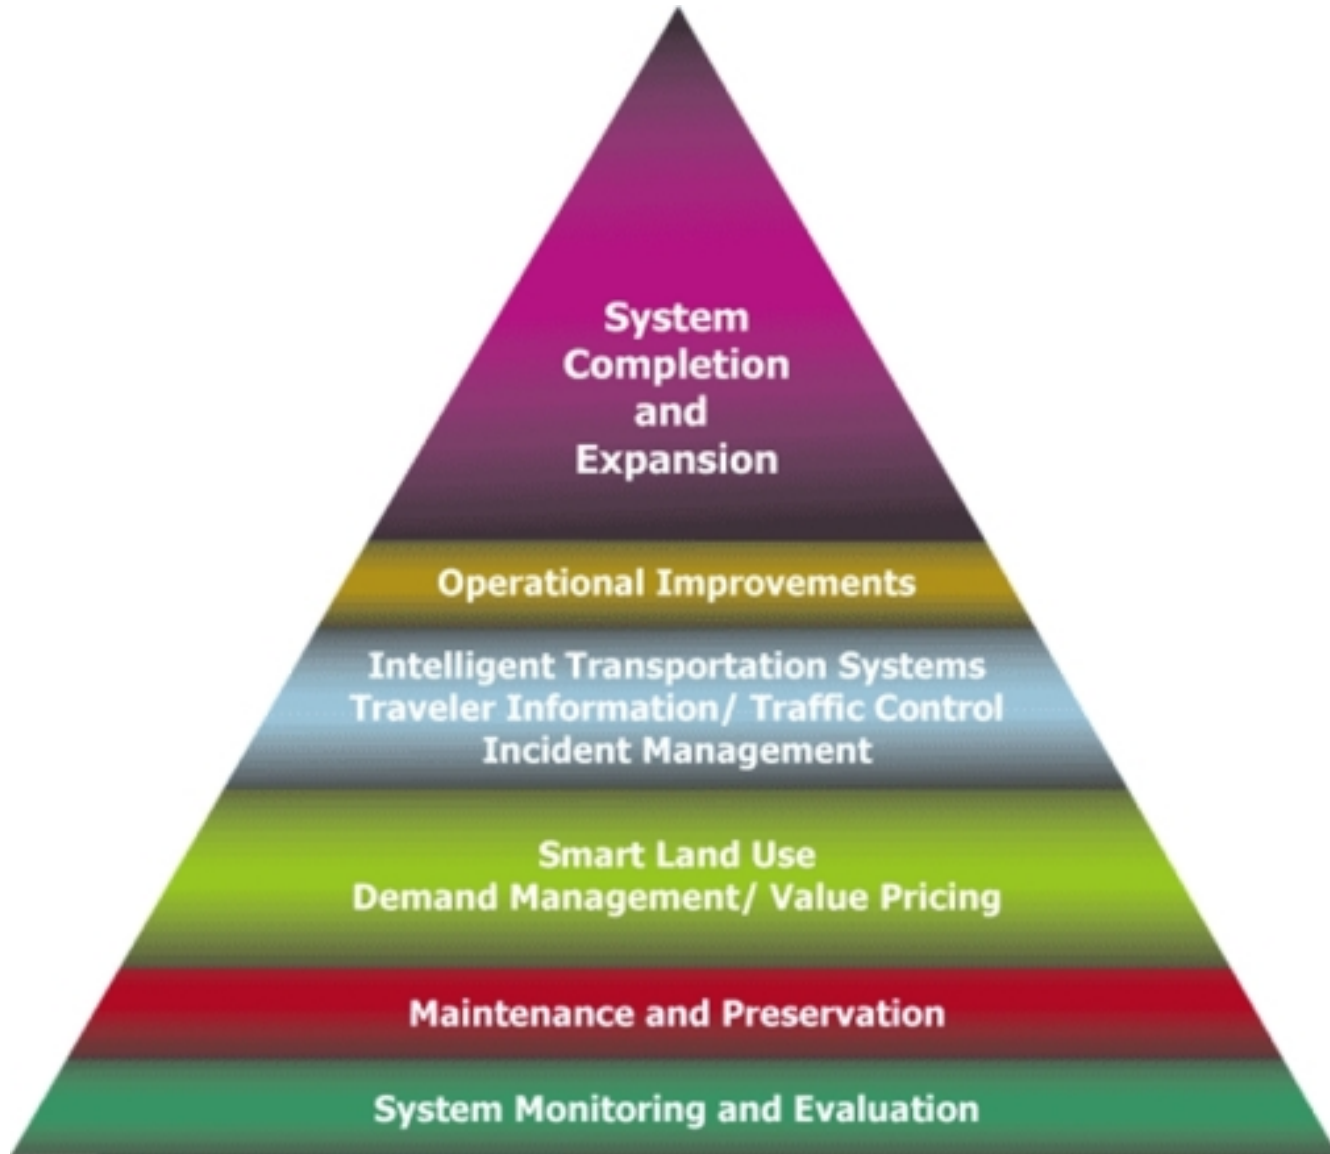 System
Completion
and
Expansion
Operational Improvements
Intelligent Transportation Systems
Traveler Information/ Traffic Control
Incident Management
Smart Land Use
Demand Management/ Value Pricing
Maintenance and Preservation
System Monitoring and Evaluation